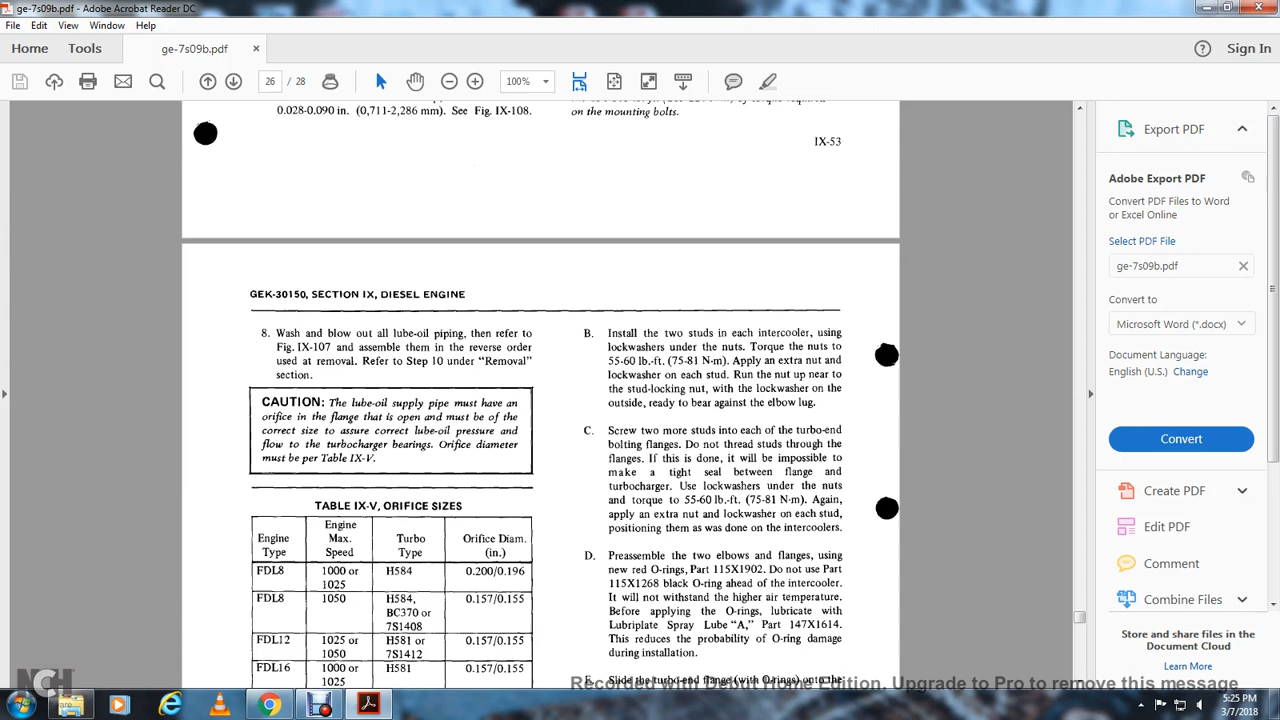 ge-7s09b.pdf - Adobe Acrobat Reader DC
File Edit View Window Help
Home Tools ge-7s09b.pdf × ? Sign In
26 / 28 100%
0.028-0.090 in. (0,711-2,286 mm). See Fig. IX-108.
on the mounting bolts.
IX-53
GEK-30150, SECTION IX, DIESEL ENGINE
8. Wash and blow out all lube-oil piping, then refer to
Fig. IX-107 and assemble them in the reverse order
used at removal. Refer to Step 10 under “Removal”
section.
CAUTION: The lube-oil supply pipe must have an
orifice in the flange that is open and must be of the
correct size to assure correct lube-oil pressure and
flow to the turbocharger bearings. Orifice diameter
must be per Table IX-V.
TABLE IX-V, ORIFICE SIZES
Engine Type Engine Max. Speed Turbo Type Orifice Diam. (in.)
FDL8 1000 or 1025 H584 0.200/0.196
FDL8 1050 H584, BC370 or 7S1408 0.157/0.155
FDL12 1025 or 1050 H581 or 7S1412 0.157/0.155
FDL16 1000 or 1025 H581 0.157/0.155
B. Install the two studs in each intercooler, using
lockwashers under the nuts. Torque the nuts to
55-60 lb.-ft. (75-81 N·m). Apply an extra nut and
lockwasher on each stud. Run the nut up near to
the stud-locking nut, with the lockwasher on the
outside, ready to bear against the elbow lug.
C. Screw two more studs into each of the turbo-end
bolting flanges. Do not thread studs through the
flanges. If this is done, it will be impossible to
make a tight seal between flange and
turbocharger. Use lockwashers under the nuts
and torque to 55-60 lb.-ft. (75-81 N·m). Again,
apply an extra nut and lockwasher on each stud,
positioning them as was done on the intercoolers.
D. Preassemble the two elbows and flanges, using
new red O-rings, Part 115X1902. Do not use Part
115X1268 black O-ring ahead of the intercooler.
It will not withstand the higher air temperature.
Before applying the O-rings, lubricate with
Lubriplate Spray Lube “A,” Part 147X1614.
This reduces the probability of O-ring damage
during installation.
E. Slide the turbo-end flange (with O-rings) onto the
Export PDF
Adobe Export PDF
Convert PDF Files to Word
or Excel Online
Select PDF File
ge-7s09b.pdf
Convert to
Microsoft Word (*.docx)
Document Language:
English (U.S.) Change
Convert
Create PDF
Edit PDF
Comment
Combine Files
Store and share files in the
Document Cloud
Learn More
NCH
Recorded with Debut Home Edition. Upgrade to Pro to remove this message
5:25 PM
3/7/2018